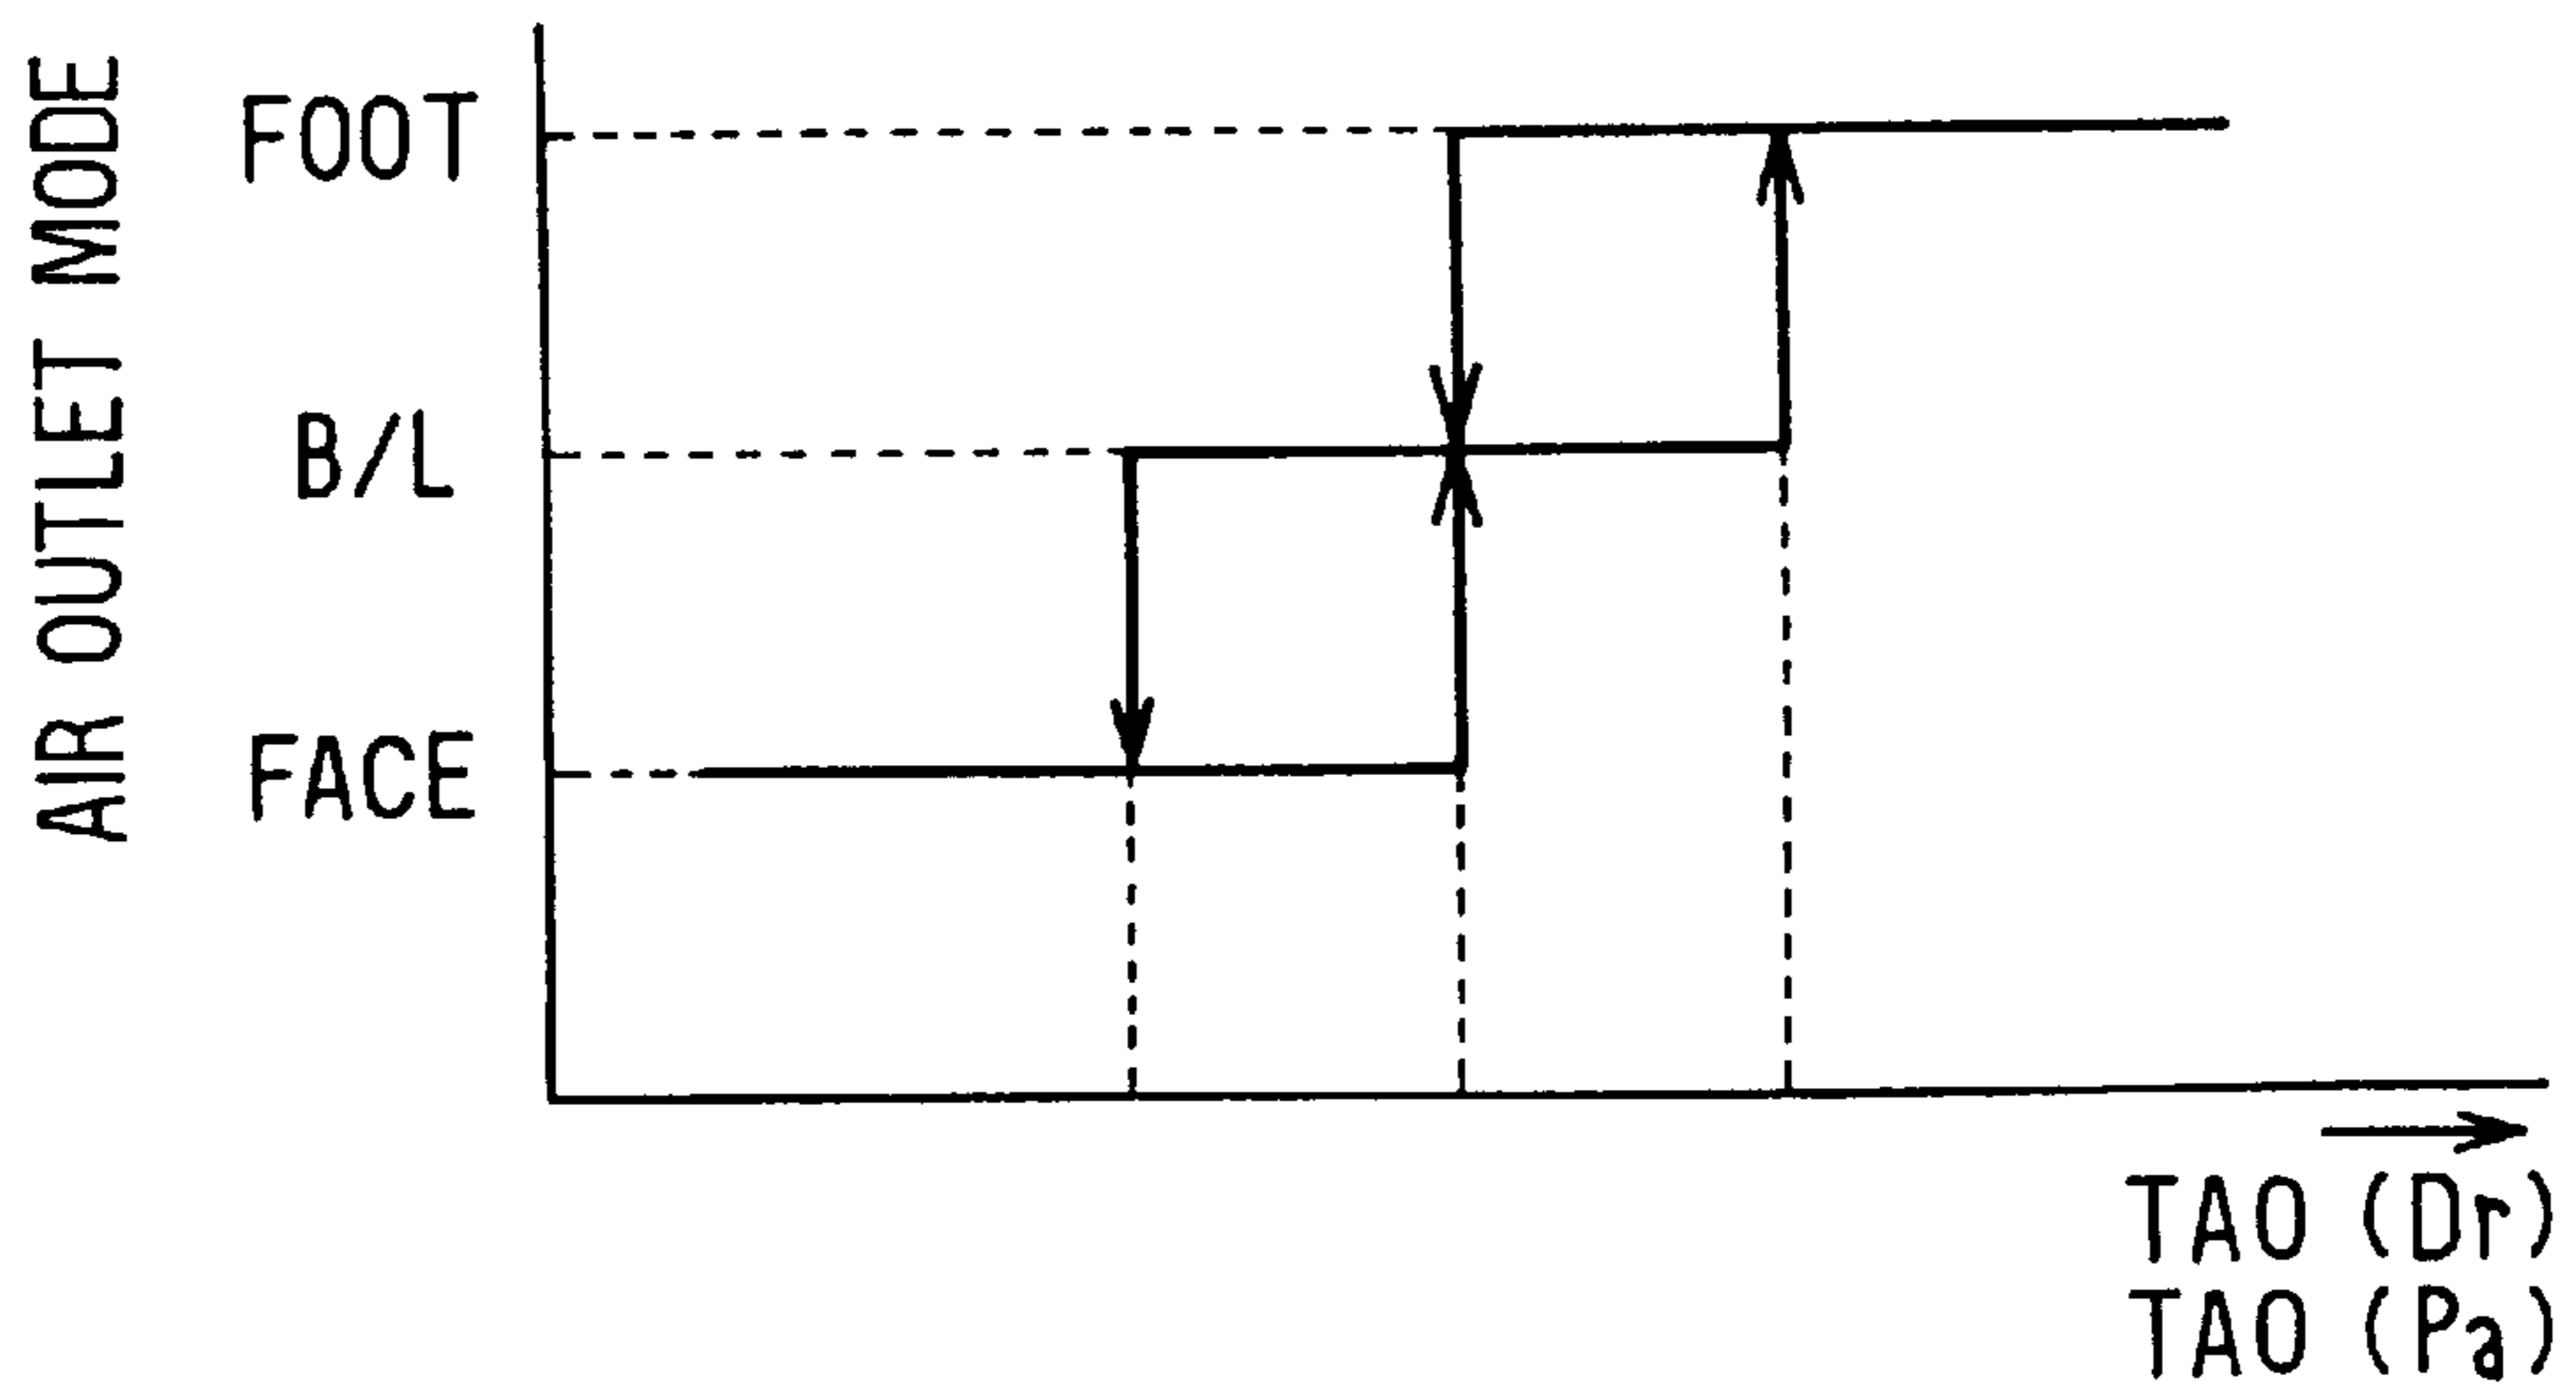 AIR OUTLET MODE
FOOT
B/L
FACE
TAO (Dr)
TAO (Pa)